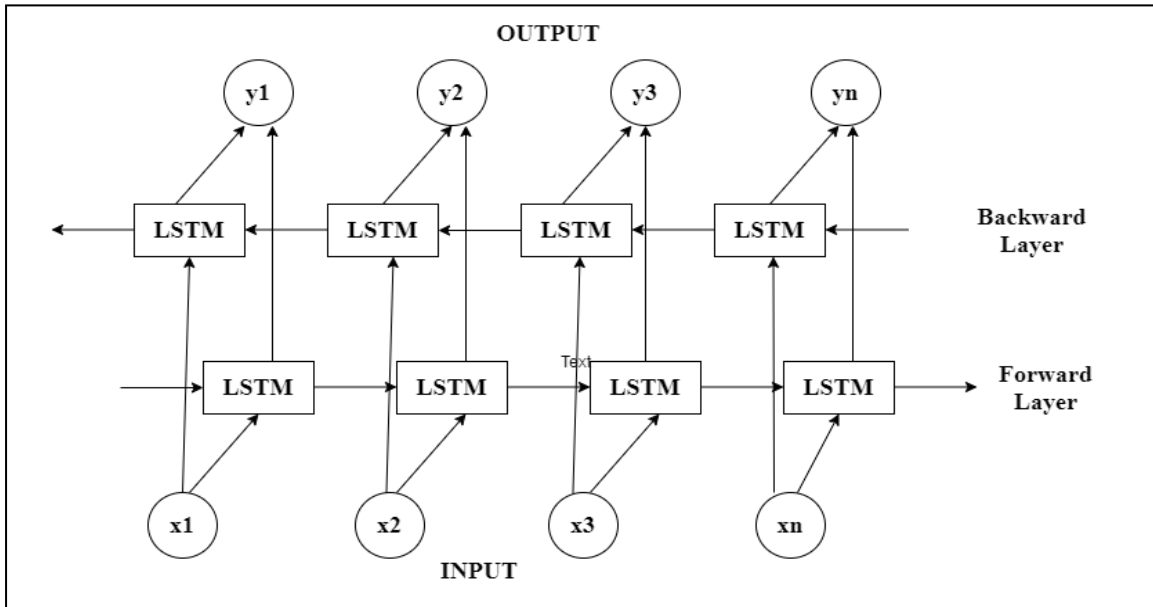 OUTPUT
y1 y2 y3 yn
LSTM LSTM LSTM LSTM
Backward
Layer
Text
LSTM LSTM LSTM LSTM
Forward
Layer
x1 x2 x3 xn
INPUT